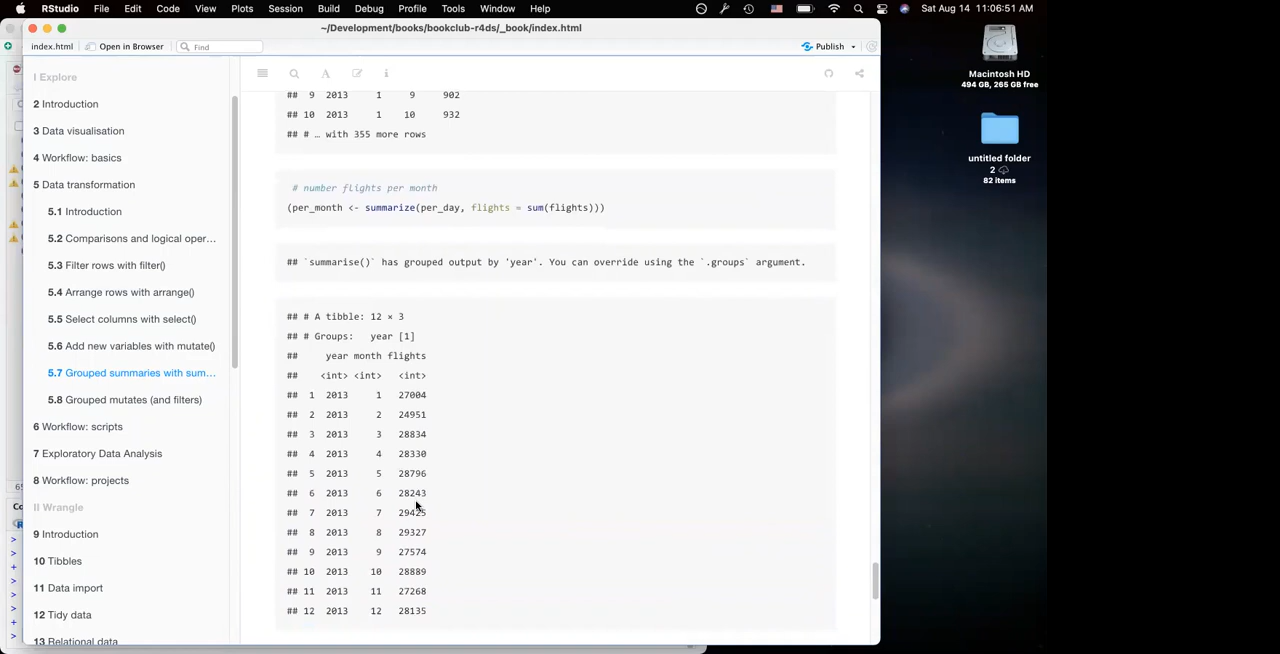 RStudio File Edit Code View Plots Session Build Debug Profile Tools Window Help Sat Aug 14 11:06:51 AM
~/Development/books/bookclub-r4ds/_book/index.html
index.html Open in Browser Find Publish
I Explore
2 Introduction
3 Data visualisation
4 Workflow: basics
5 Data transformation
5.1 Introduction
5.2 Comparisons and logical oper…
5.3 Filter rows with filter()
5.4 Arrange rows with arrange()
5.5 Select columns with select()
5.6 Add new variables with mutate()
5.7 Grouped summaries with sum…
5.8 Grouped mutates (and filters)
6 Workflow: scripts
7 Exploratory Data Analysis
8 Workflow: projects
II Wrangle
9 Introduction
10 Tibbles
11 Data import
12 Tidy data
13 Relational data
## 9 2013 1 9 902
## 10 2013 1 10 932
## # … with 355 more rows
# number flights per month
(per_month <- summarize(per_day, flights = sum(flights)))
## `summarise()` has grouped output by 'year'. You can override using the `.groups` argument.
## # A tibble: 12 × 3
## # Groups: year [1]
## year month flights
## <int> <int> <int>
## 1 2013 1 27004
## 2 2013 2 24951
## 3 2013 3 28834
## 4 2013 4 28330
## 5 2013 5 28796
## 6 2013 6 28243
## 7 2013 7 29425
## 8 2013 8 29327
## 9 2013 9 27574
## 10 2013 10 28889
## 11 2013 11 27268
## 12 2013 12 28135
Macintosh HD
494 GB, 265 GB free
untitled folder
2
82 items